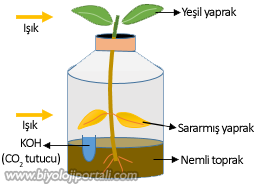 Işık
Yeşil yaprak
Işık
Sararmış yaprak
KOH
(CO₂ tutucu)
Nemli toprak
www.biyolojiportali.com